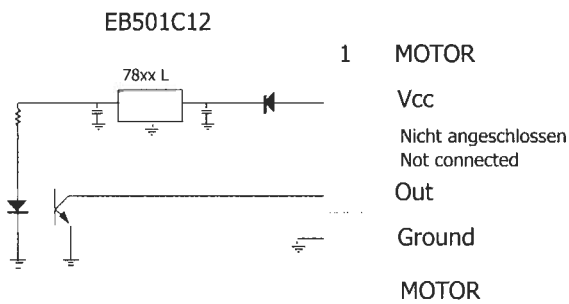 EB501C12
1 MOTOR
78xx L
Vcc
Nicht angeschlossen
Not connected
Out
Ground
MOTOR